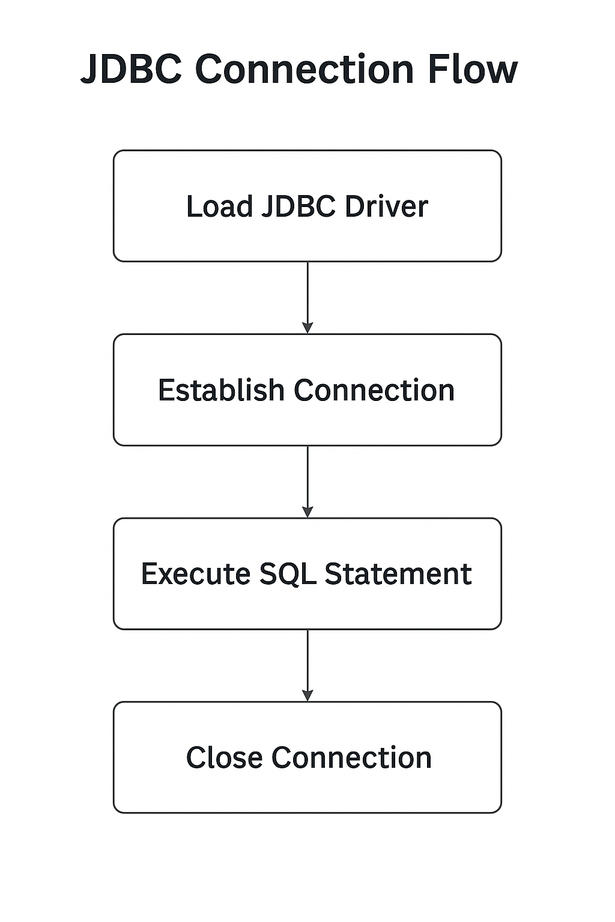 JDBC Connection Flow
Load JDBC Driver
Establish Connection
Execute SQL Statement
Close Connection